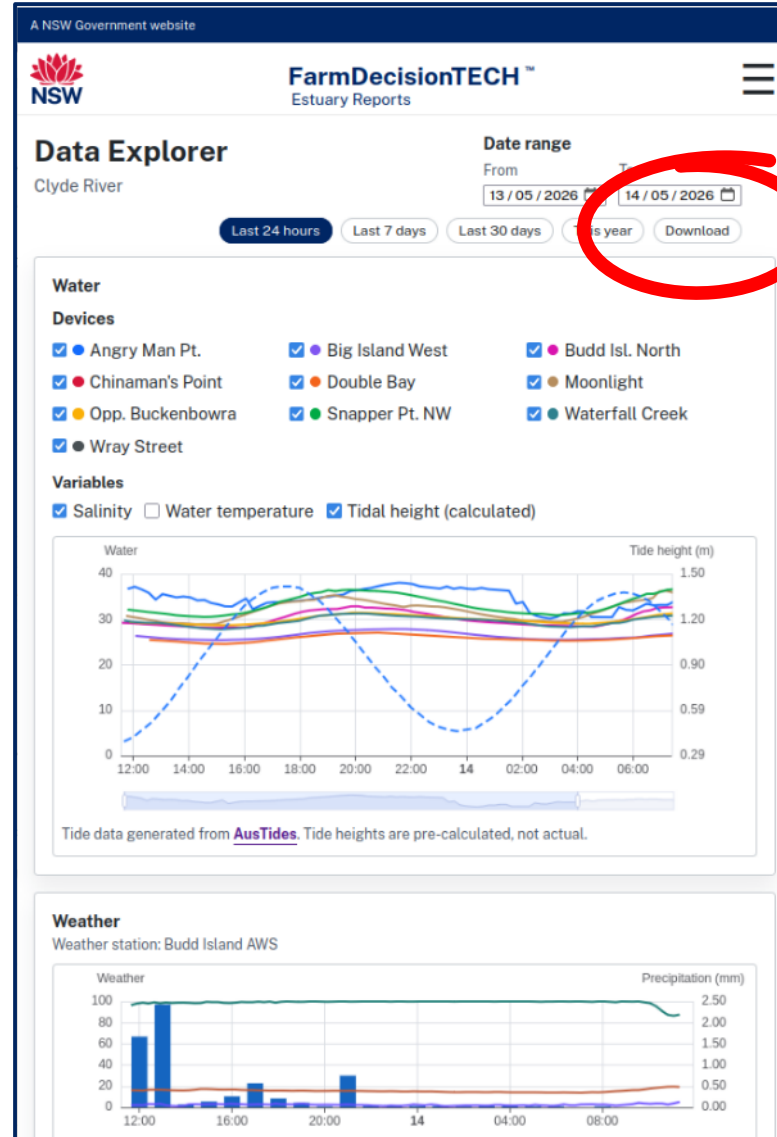 A NSW Government website
NSW
FarmDecisionTECH ™
Estuary Reports
Data Explorer
Clyde River
Date range
From
13 / 05 / 2026
14 / 05 / 2026
Last 24 hours
Last 7 days
Last 30 days
This year
Download
Water
Devices
Angry Man Pt.
Big Island West
Budd Isl. North
Chinaman's Point
Double Bay
Moonlight
Opp. Buckenbowra
Snapper Pt. NW
Waterfall Creek
Wray Street
Variables
Salinity
Water temperature
Tidal height (calculated)
Water
Tide height (m)
40
30
20
10
0
1.50
1.20
0.90
0.59
0.29
12:00 14:00 16:00 18:00 20:00 22:00 14 02:00 04:00 06:00
Tide data generated from AusTides. Tide heights are pre-calculated, not actual.
Weather
Weather station: Budd Island AWS
Weather
Precipitation (mm)
100
80
60
40
20
0
2.50
2.00
1.50
1.00
0.50
0.00
12:00 16:00 20:00 14 04:00 08:00